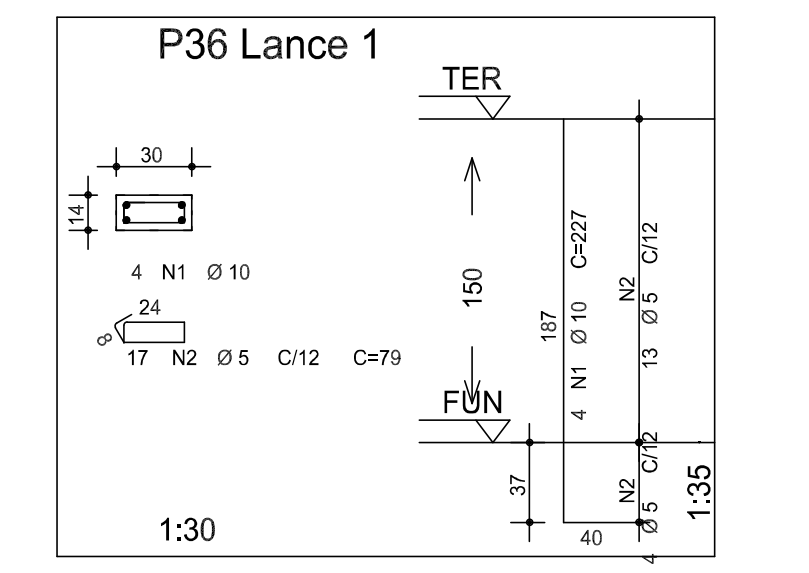 P36 Lance 1
TER
30
14
4 N1 Ø 10
24
8
17 N2 Ø 5 C/12 C=79
150
187
4 N1 Ø 10 C=227
N2
13 Ø 5 C/12
FUN
37
N2
4 Ø 5 C/12
40
1:30
1:35